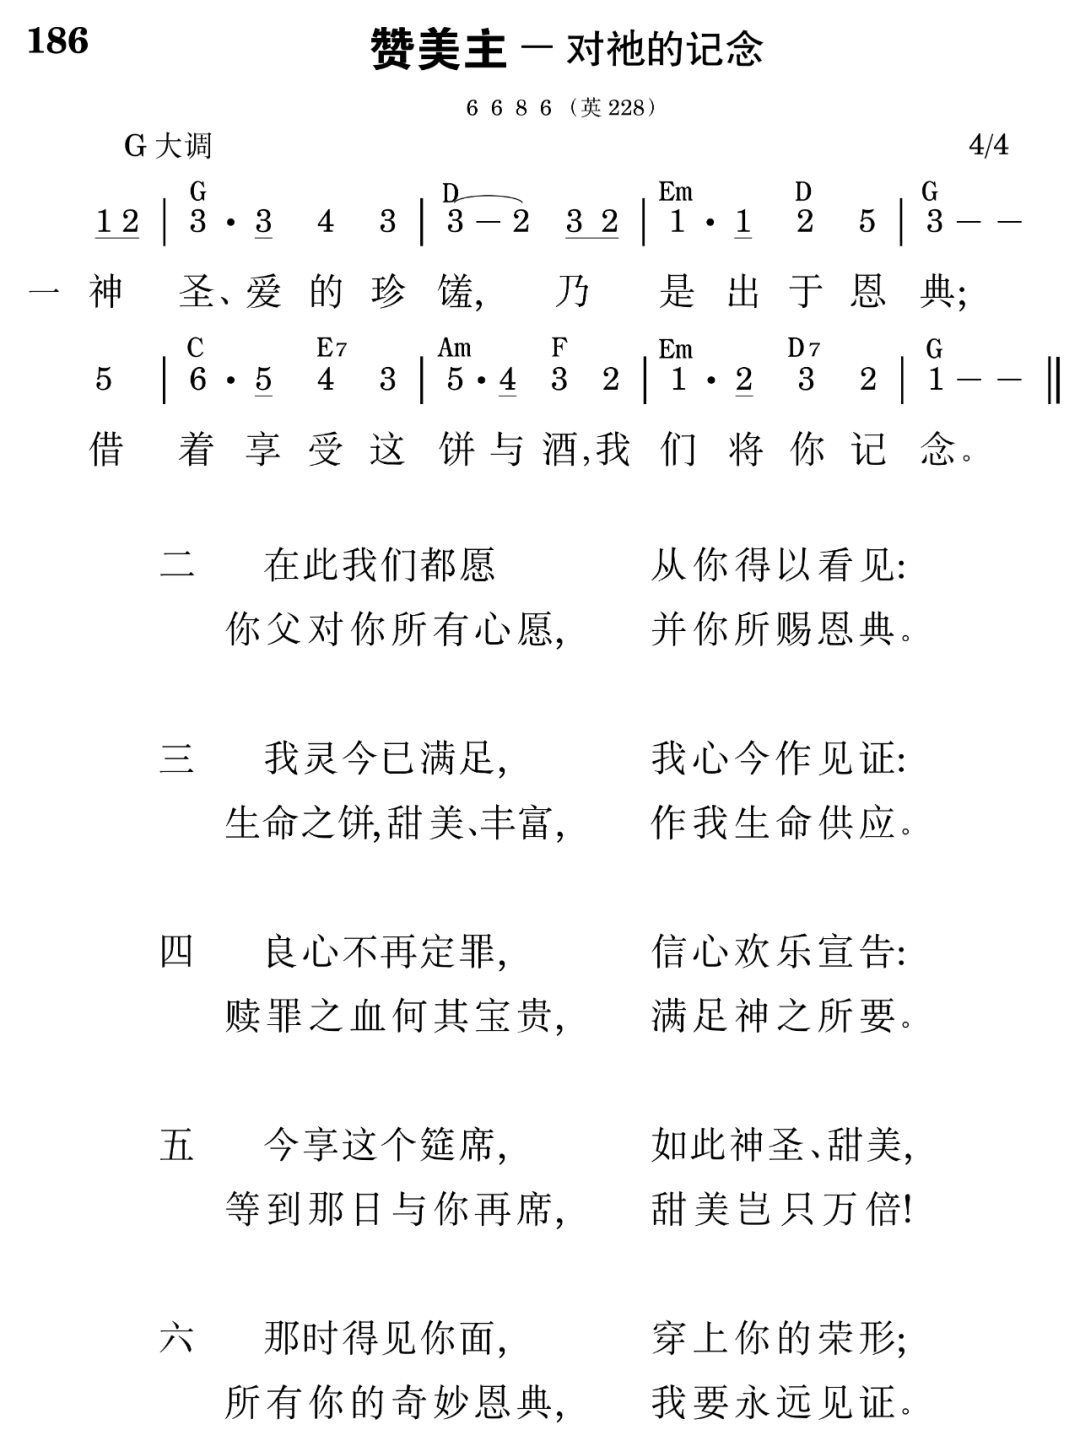 186
赞美主 — 对祂的记念
6 6 8 6（英 228）
G 大调 4/4
G D Em D G
1 2 | 3 · 3 4 3 | 3 — 2 3 2 | 1 · 1 2 5 | 3 — —
一 神 圣、爱 的 珍 馐, 乃 是 出 于 恩 典;
C E7 Am F Em D7 G
5 | 6 · 5 4 3 | 5 · 4 3 2 | 1 · 2 3 2 | 1 — — ‖
借 着 享 受 这 饼 与 酒,我 们 将 你 记 念。
二 在此我们都愿 从你得以看见:
你父对你所有心愿, 并你所赐恩典。
三 我灵今已满足, 我心今作见证:
生命之饼,甜美、丰富, 作我生命供应。
四 良心不再定罪, 信心欢乐宣告:
赎罪之血何其宝贵, 满足神之所要。
五 今享这个筵席, 如此神圣、甜美,
等到那日与你再席, 甜美岂只万倍!
六 那时得见你面, 穿上你的荣形;
所有你的奇妙恩典, 我要永远见证。